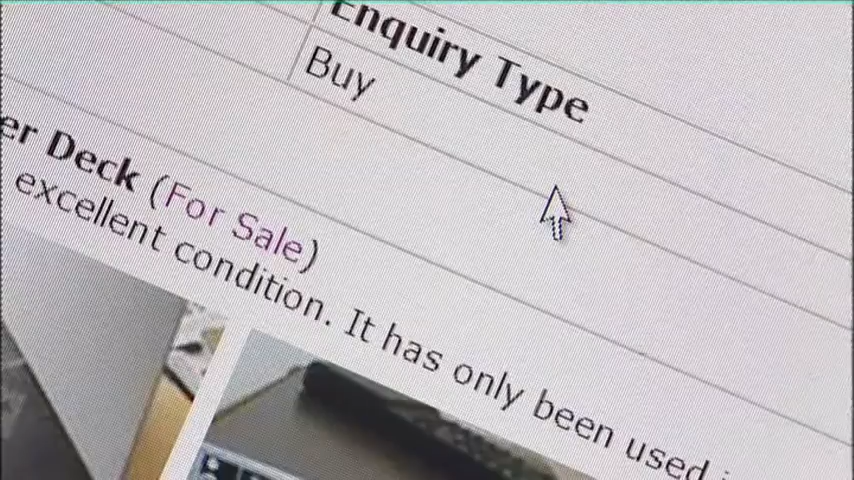 Enquiry Type
Buy
er Deck (For Sale)
excellent condition. It has only been used